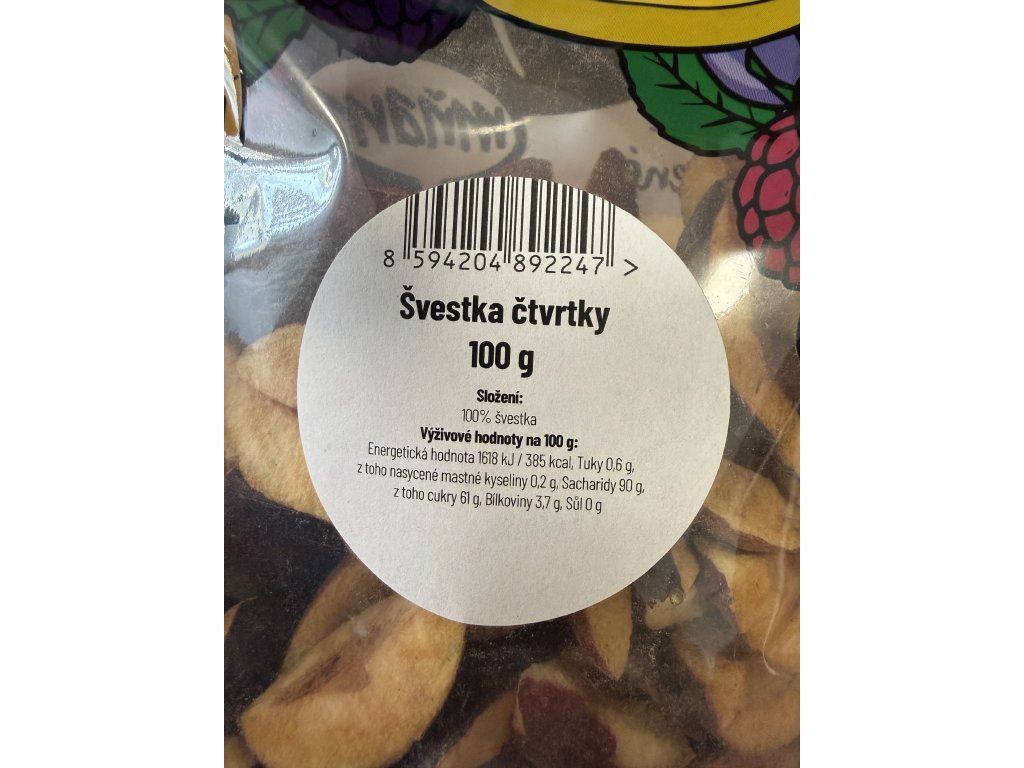 mňam
8 594204 892247 >
Švestka čtvrtky
100 g
Složení:
100% švestka
Výživové hodnoty na 100 g:
Energetická hodnota 1618 kJ / 385 kcal, Tuky 0,6 g,
z toho nasycené mastné kyseliny 0,2 g, Sacharidy 90 g,
z toho cukry 61 g, Bílkoviny 3,7 g, Sůl 0 g